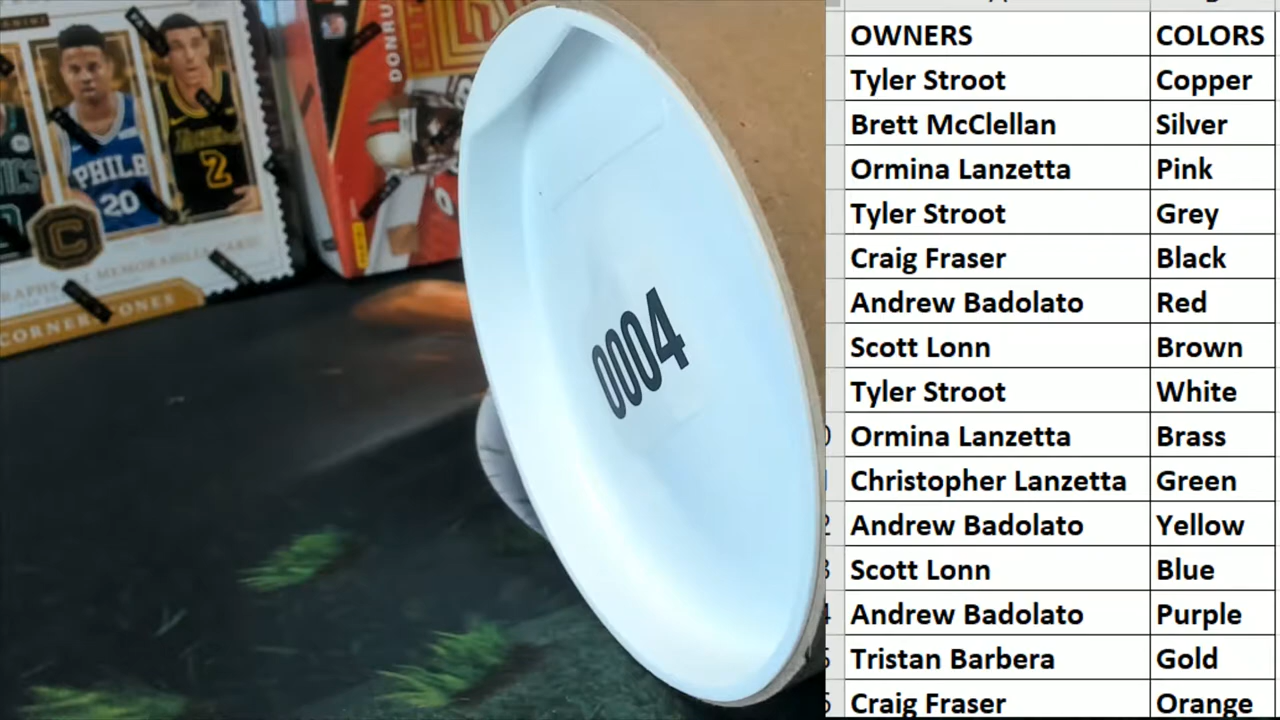 PHILA
20
2
C
CORNERSTONES
DONRU
ELITE
0004
OWNERS COLORS
Tyler Stroot Copper
Brett McClellan Silver
Ormina Lanzetta Pink
Tyler Stroot Grey
Craig Fraser Black
Andrew Badolato Red
Scott Lonn Brown
Tyler Stroot White
Ormina Lanzetta Brass
Christopher Lanzetta Green
Andrew Badolato Yellow
Scott Lonn Blue
Andrew Badolato Purple
Tristan Barbera Gold
Craig Fraser Orange